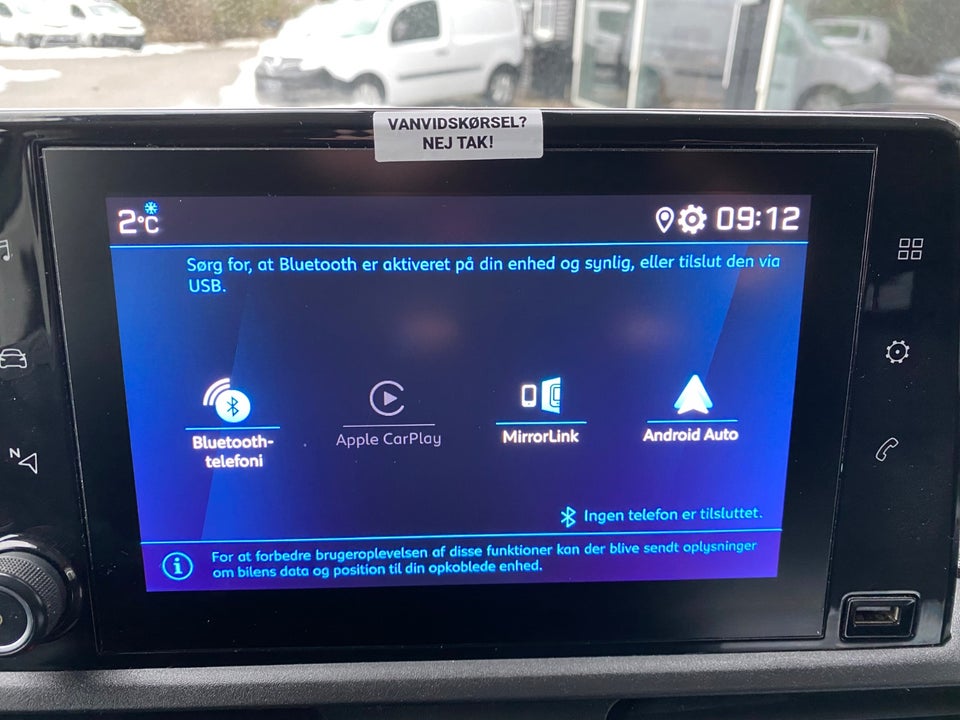 VANVIDSKØRSEL?
NEJ TAK!
2°C
09:12
Sørg for, at Bluetooth er aktiveret på din enhed og synlig, eller tilslut den via
USB.
Bluetooth-
telefoni
Apple CarPlay
MirrorLink
Android Auto
Ingen telefon er tilsluttet.
For at forbedre brugeroplevelsen af disse funktioner kan der blive sendt oplysninger
om bilens data og position til din opkoblede enhed.
N